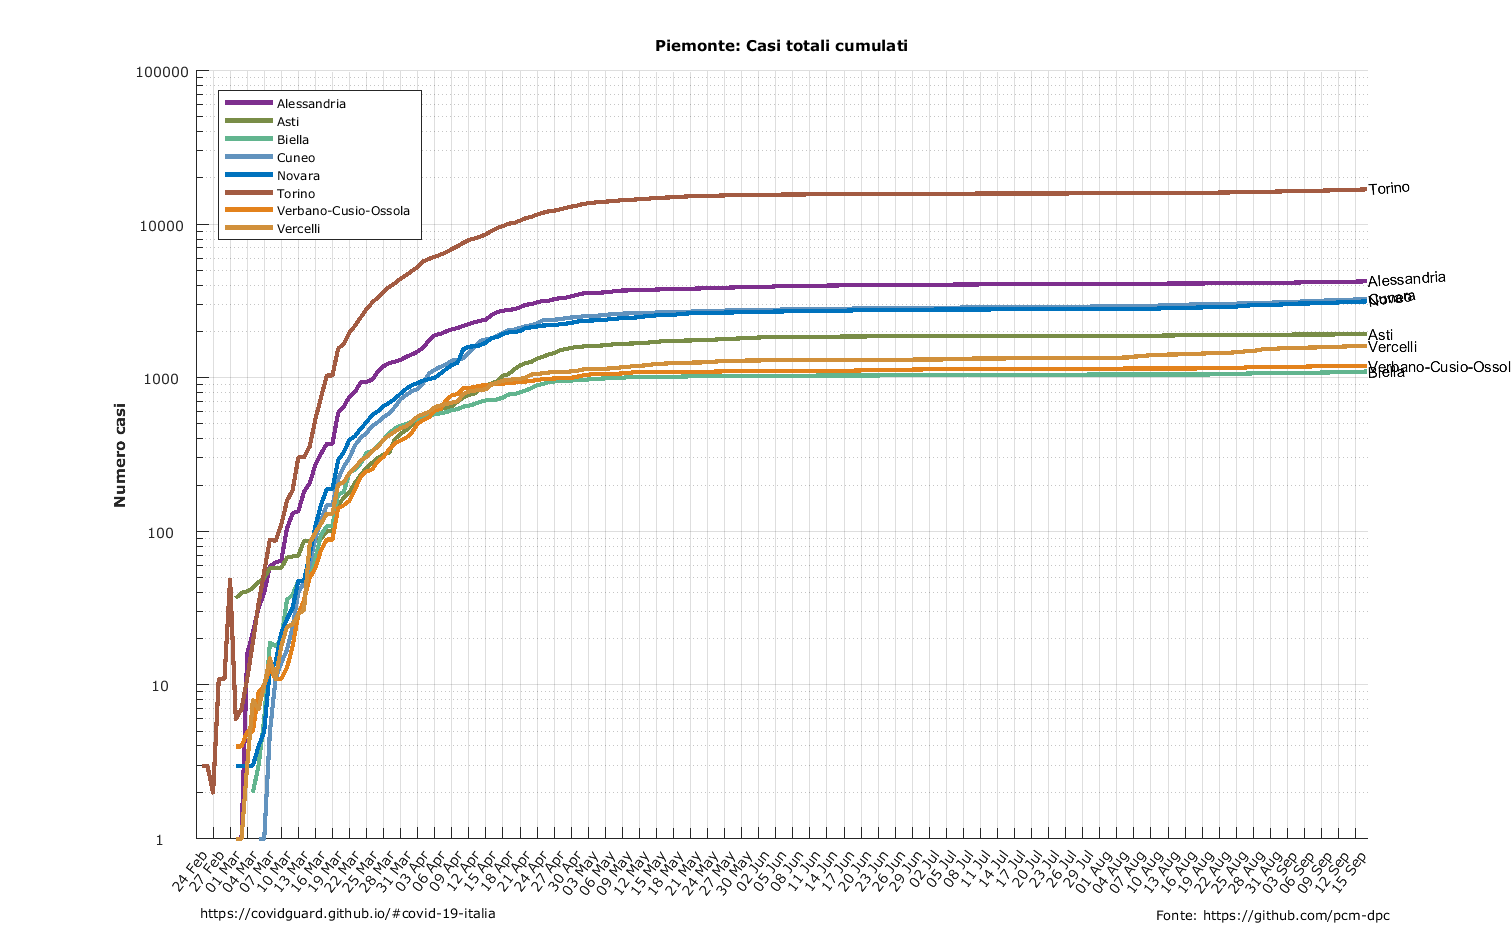 Piemonte: Casi totali cumulati
100000
10000
1000
100
10
1
Numero casi
Alessandria
Asti
Biella
Cuneo
Novara
Torino
Verbano-Cusio-Ossola
Vercelli
Torino
Alessandria
Cuneo
Novara
Asti
Vercelli
Verbano-Cusio-Ossol
Biella
24 Feb
27 Feb
01 Mar
04 Mar
07 Mar
10 Mar
13 Mar
16 Mar
19 Mar
22 Mar
25 Mar
28 Mar
31 Mar
03 Apr
06 Apr
09 Apr
12 Apr
15 Apr
18 Apr
21 Apr
24 Apr
27 Apr
30 Apr
03 May
06 May
09 May
12 May
15 May
18 May
21 May
24 May
27 May
30 May
02 Jun
05 Jun
08 Jun
11 Jun
14 Jun
17 Jun
20 Jun
23 Jun
26 Jun
29 Jun
02 Jul
05 Jul
08 Jul
11 Jul
14 Jul
17 Jul
20 Jul
23 Jul
26 Jul
29 Jul
01 Aug
04 Aug
07 Aug
10 Aug
13 Aug
16 Aug
19 Aug
22 Aug
25 Aug
28 Aug
31 Aug
03 Sep
06 Sep
09 Sep
12 Sep
15 Sep
https://covidguard.github.io/#covid-19-italia
Fonte: https://github.com/pcm-dpc